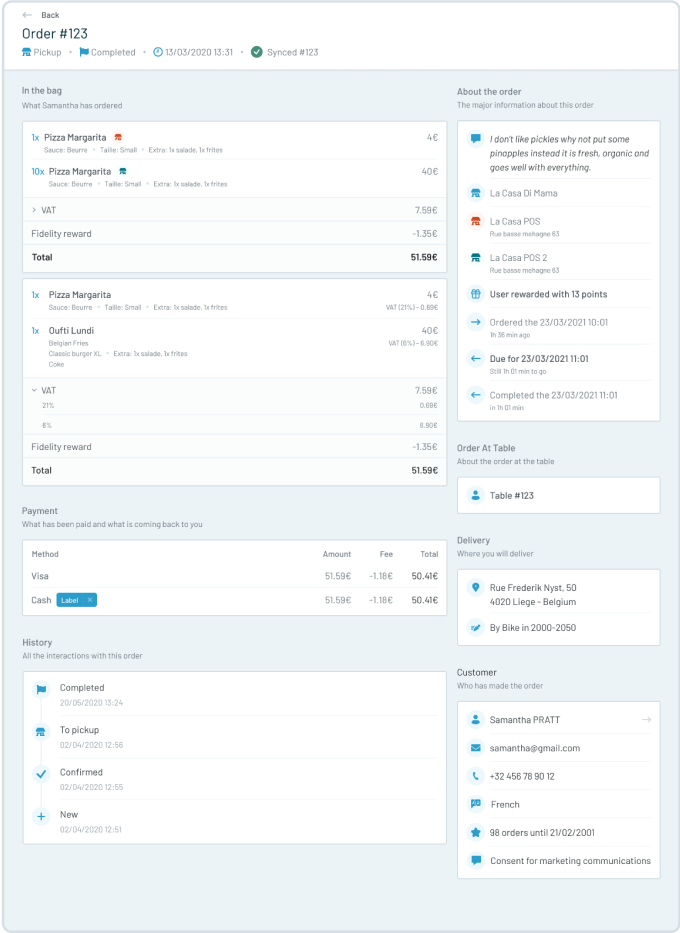 Back
Order #123
Pickup • Completed • 13/03/2020 13:31 • Synced #123
In the bag
What Samantha has ordered
1x Pizza Margarita 4€
Sauce: Beurre • Taille: Small • Extra: 1x salade, 1x frites
10x Pizza Margarita 40€
Sauce: Beurre • Taille: Small • Extra: 1x salade, 1x frites
VAT 7.59€
Fidelity reward -1.35€
Total 51.59€
1x Pizza Margarita 4€
Sauce: Beurre • Taille: Small • Extra: 1x salade, 1x frites VAT (21%) - 0.69€
1x Oufti Lundi 40€
Belgian Fries VAT (6%) - 6.90€
Classic burger XL • Extra: 1x salade, 1x frites
Coke
VAT 7.59€
21% 0.69€
6% 6.90€
Fidelity reward -1.35€
Total 51.59€
Payment
What has been paid and what is coming back to you
Method Amount Fee Total
Visa 51.59€ -1.18€ 50.41€
Cash Label × 51.59€ -1.18€ 50.41€
History
All the interactions with this order
Completed
20/05/2020 13:24
To pickup
02/04/2020 12:56
Confirmed
02/04/2020 12:55
New
02/04/2020 12:51
About the order
The major information about this order
I don't like pickles why not put some
pinapples instead it is fresh, organic and
goes well with everything.
La Casa Di Mama
La Casa POS
Rue basse mehagne 63
La Casa POS 2
Rue basse mehagne 63
User rewarded with 13 points
Ordered the 23/03/2021 10:01
1h 36 min ago
Due for 23/03/2021 11:01
Still 1h 01 min to go
Completed the 23/03/2021 11:01
in 1h 01 min
Order At Table
About the order at the table
Table #123
Delivery
Where you will deliver
Rue Frederik Nyst, 50
4020 Liege - Belgium
By Bike in 2000-2050
Customer
Who has made the order
Samantha PRATT
samantha@gmail.com
+32 456 78 90 12
French
98 orders until 21/02/2001
Consent for marketing communications